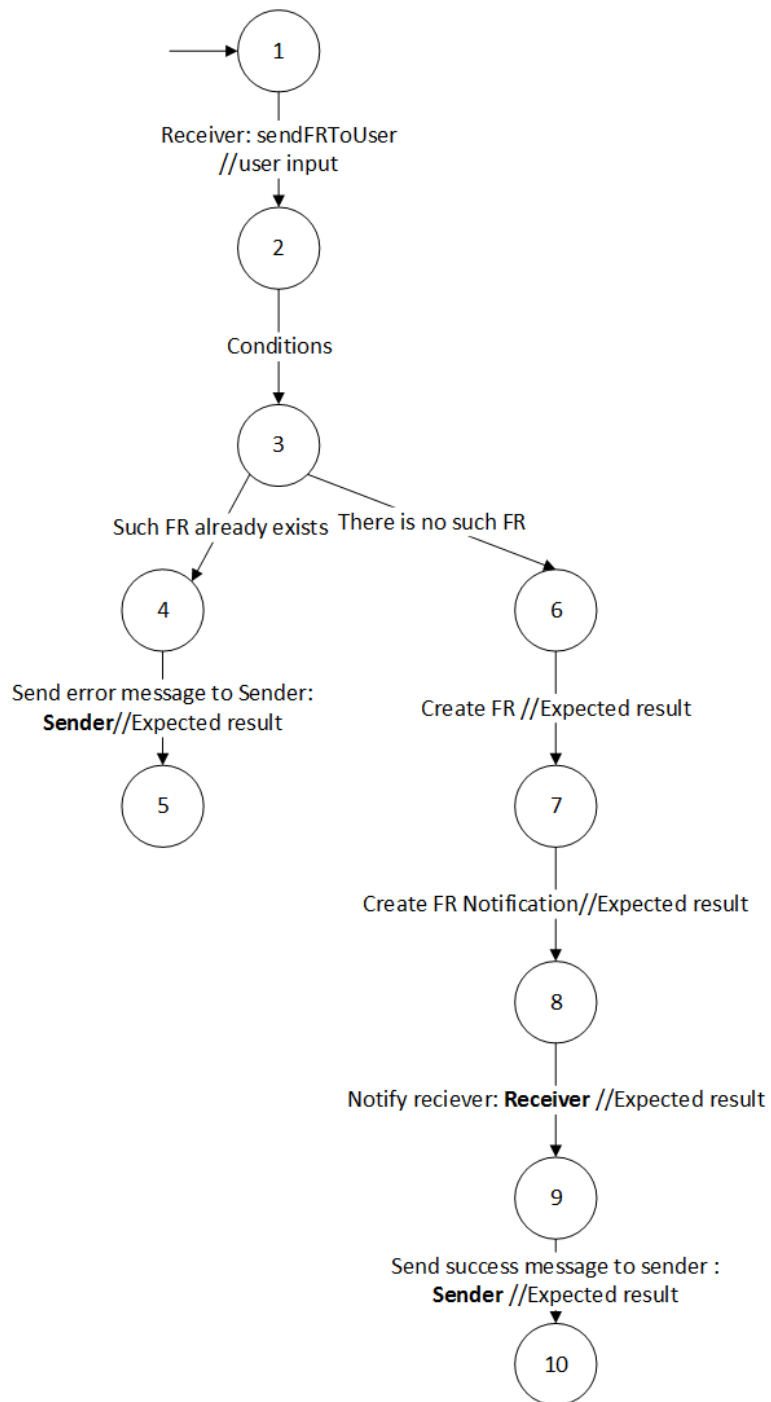 1
Receiver: sendFRToUser
//user input
2
Conditions
3
Such FR already exists
There is no such FR
4
6
Send error message to Sender:
Sender//Expected result
Create FR //Expected result
5
7
Create FR Notification//Expected result
8
Notify reciever: Receiver //Expected result
9
Send success message to sender :
Sender //Expected result
10